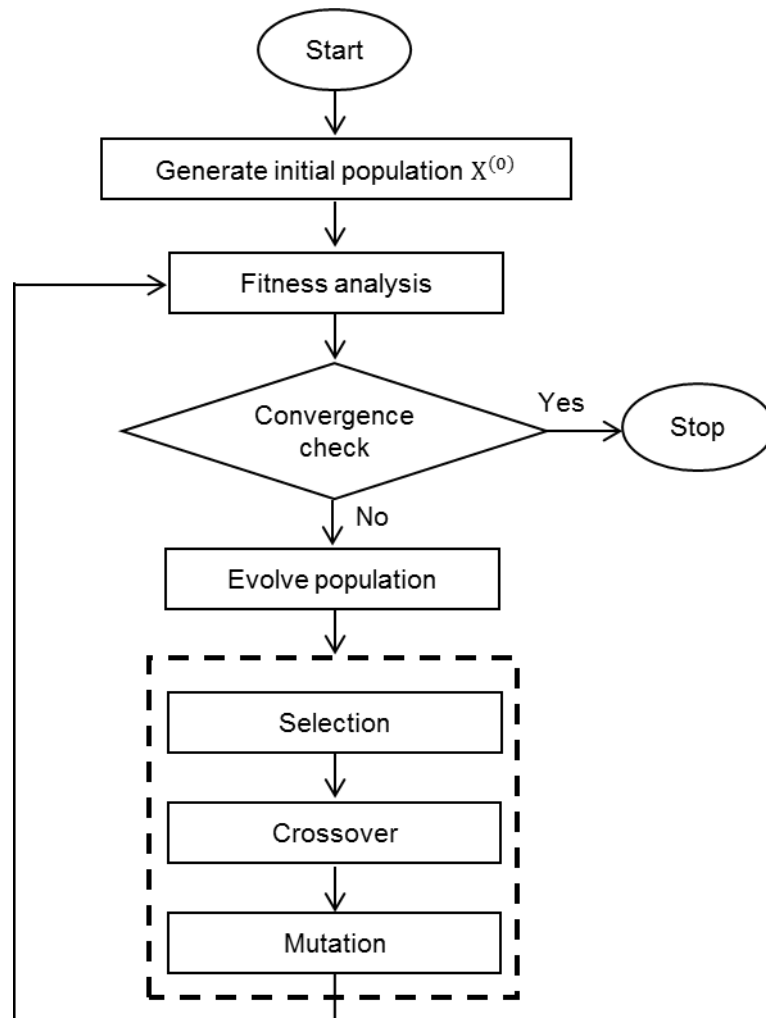 Start
Generate initial population X⁽⁰⁾
Fitness analysis
Convergence
check
Yes
Stop
No
Evolve population
Selection
Crossover
Mutation